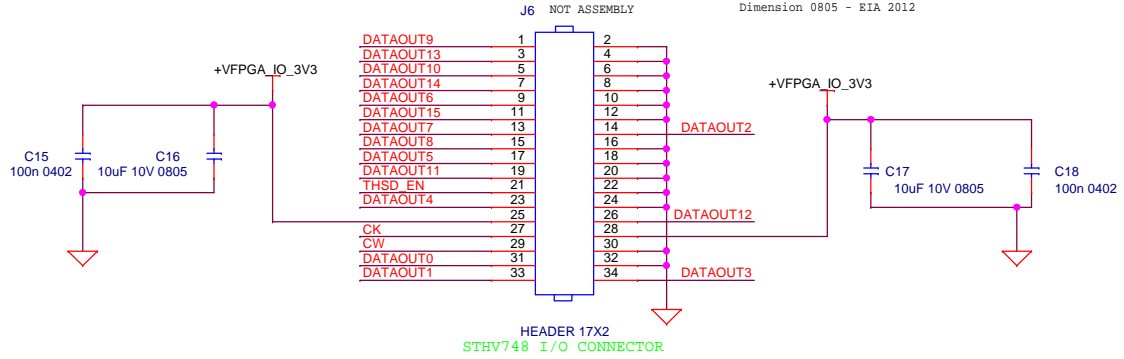 J6 NOT ASSEMBLY Dimension 0805 - EIA 2012
DATAOUT9 1 2
DATAOUT13 3 4
DATAOUT10 5 6
+VFPGA_IO_3V3
DATAOUT14 7 8
+VFPGA_IO_3V3
DATAOUT6 9 10
DATAOUT15 11 12
DATAOUT7 13 14 DATAOUT2
DATAOUT8 15 16
C15 C16 DATAOUT5 17 18
100n 0402 10uF 10V 0805 DATAOUT11 19 20 C17 C18
THSD_EN 21 22 10uF 10V 0805 100n 0402
DATAOUT4 23 24
25 26 DATAOUT12
CK 27 28
CW 29 30
DATAOUT0 31 32
DATAOUT1 33 34 DATAOUT3
HEADER 17X2
STHV748 I/O CONNECTOR